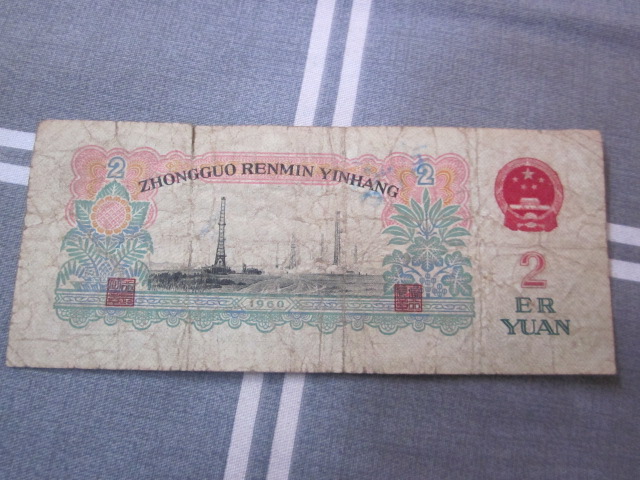 2
ZHONGGUO RENMIN YINHANG
2
1960
2
ER
YUAN